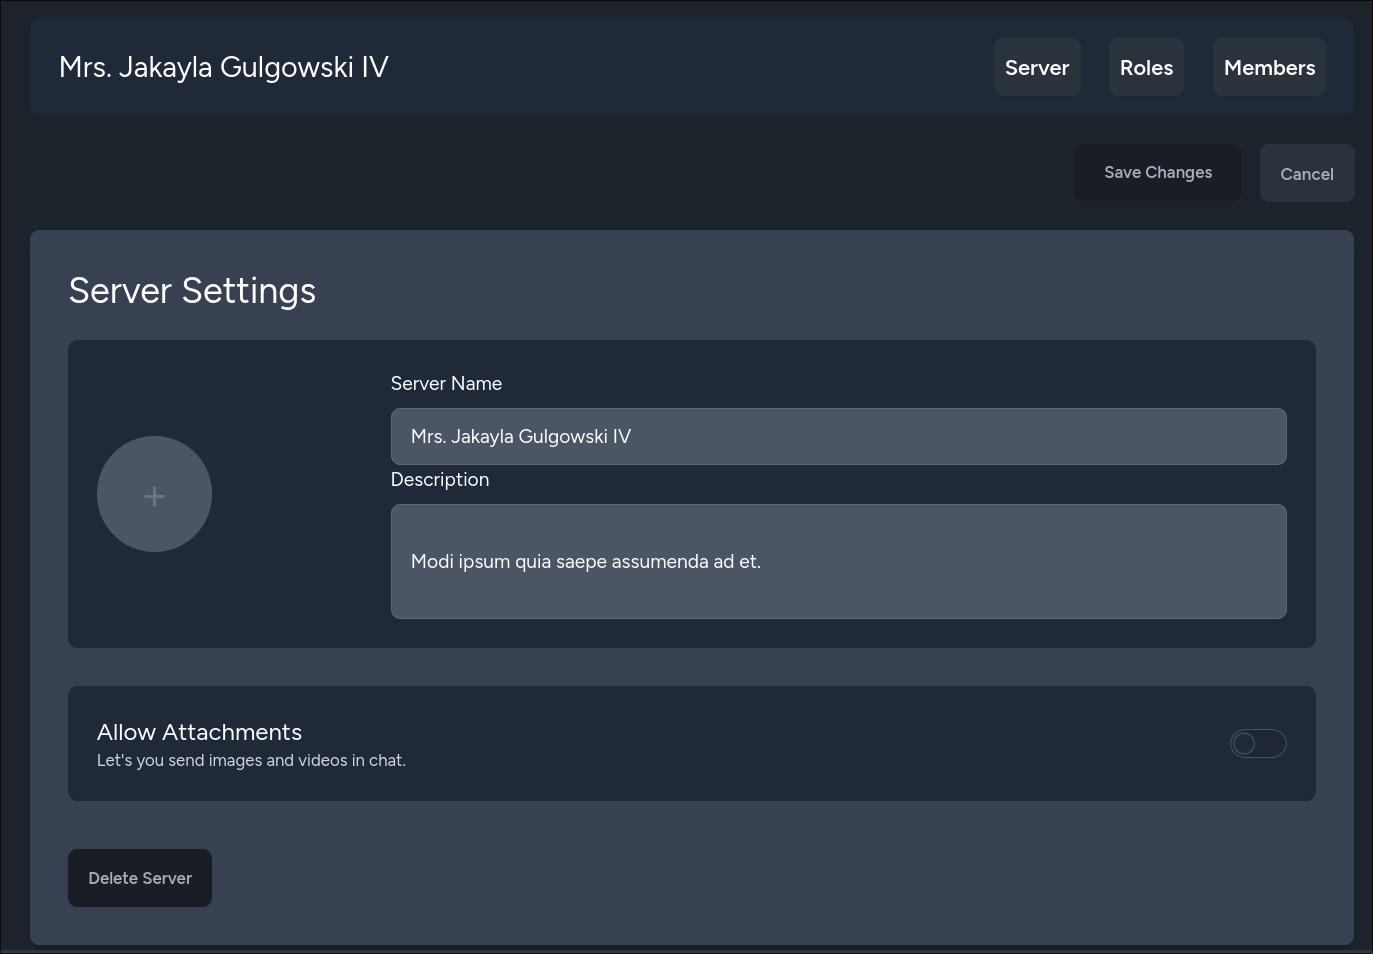 Mrs. Jakayla Gulgowski IV
Server
Roles
Members
Save Changes
Cancel
Server Settings
Server Name
Mrs. Jakayla Gulgowski IV
+
Description
Modi ipsum quia saepe assumenda ad et.
Allow Attachments
Let's you send images and videos in chat.
Delete Server